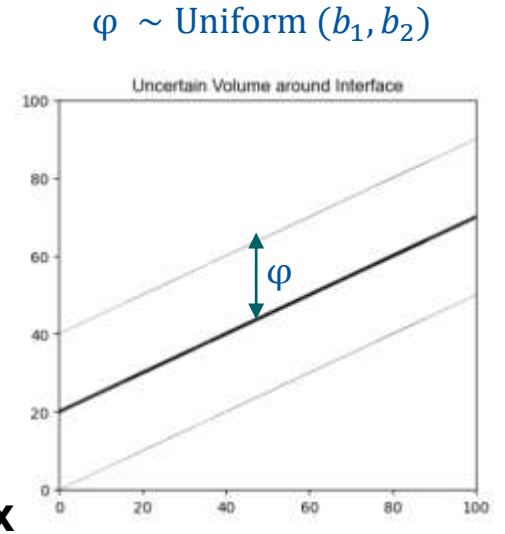 φ ~ Uniform (b₁, b₂)
Uncertain Volume around Interface
100
80
60
φ
40
20
0
x
0 20 40 60 80 100